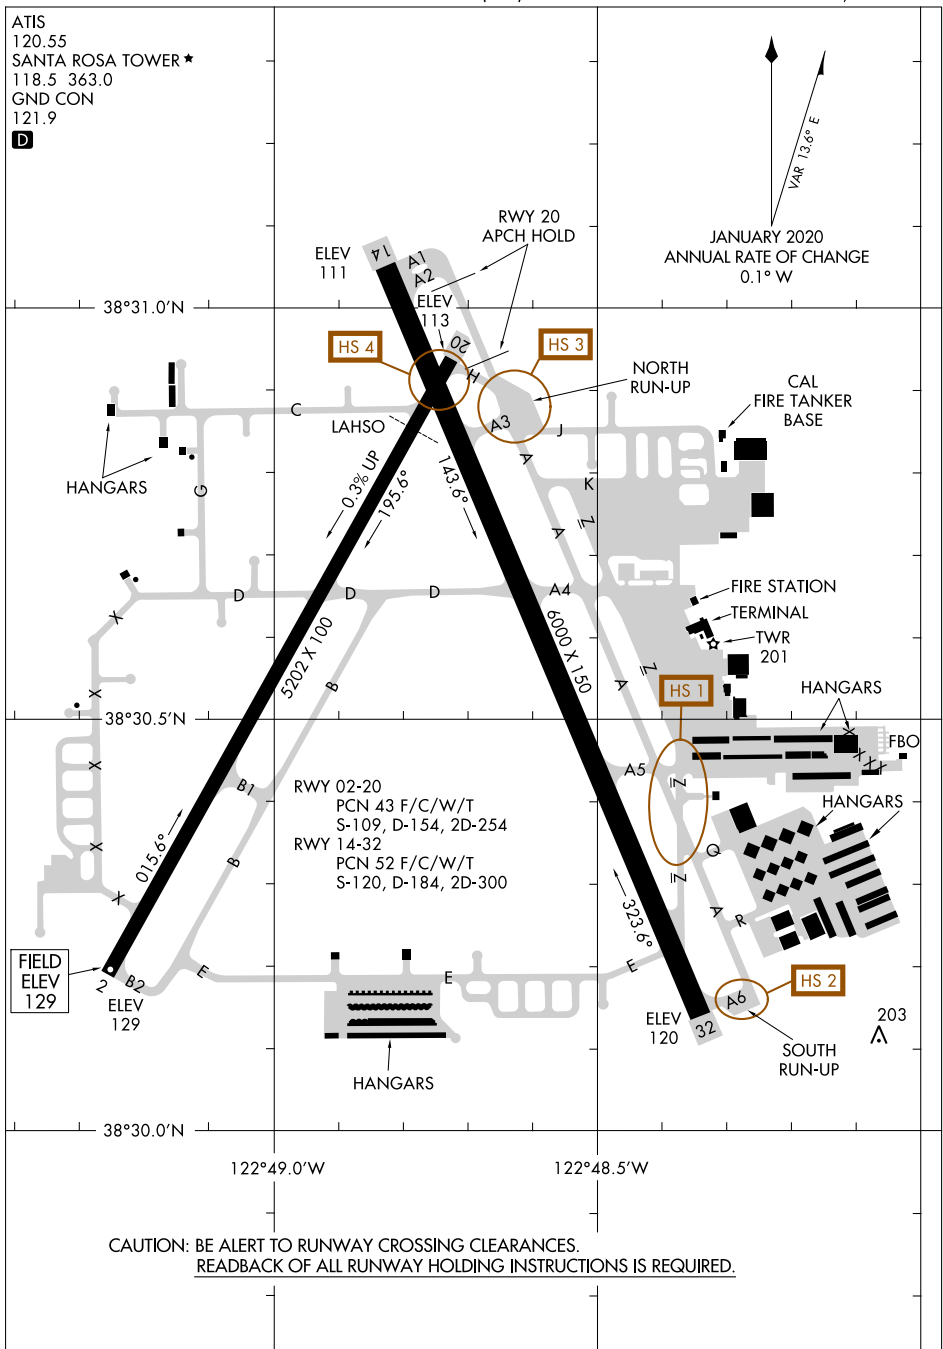 ATIS
120.55
SANTA ROSA TOWER★
118.5 363.0
GND CON
121.9
D
VAR 13.6° E
JANUARY 2020
ANNUAL RATE OF CHANGE
0.1° W
RWY 20
APCH HOLD
ELEV
111
14
A1
A2
ELEV
113
20
38°31.0'N
HS 4
HS 3
H
NORTH
RUN-UP
CAL
FIRE TANKER
BASE
C
LAHSO
A3
J
A
HANGARS
G
0.3% UP
195.6°
143.6°
K
Z
A
D
D
D
A4
X
FIRE STATION
TERMINAL
TWR
201
6000 X 150
5202 X 100
B
Z
A
X
HS 1
HANGARS
38°30.5'N
X
X
X
X
FBO
X
A5
Z
B1
RWY 02-20
PCN 43 F/C/W/T
S-109, D-154, 2D-254
RWY 14-32
PCN 52 F/C/W/T
S-120, D-184, 2D-300
HANGARS
015.6°
X
B
Q
Z
X
323.6°
A
R
FIELD
ELEV
129
2
B2
ELEV
129
E
E
E
HS 2
A6
ELEV
120
32
203
SOUTH
RUN-UP
HANGARS
38°30.0'N
122°49.0'W
122°48.5'W
CAUTION: BE ALERT TO RUNWAY CROSSING CLEARANCES.
READBACK OF ALL RUNWAY HOLDING INSTRUCTIONS IS REQUIRED.